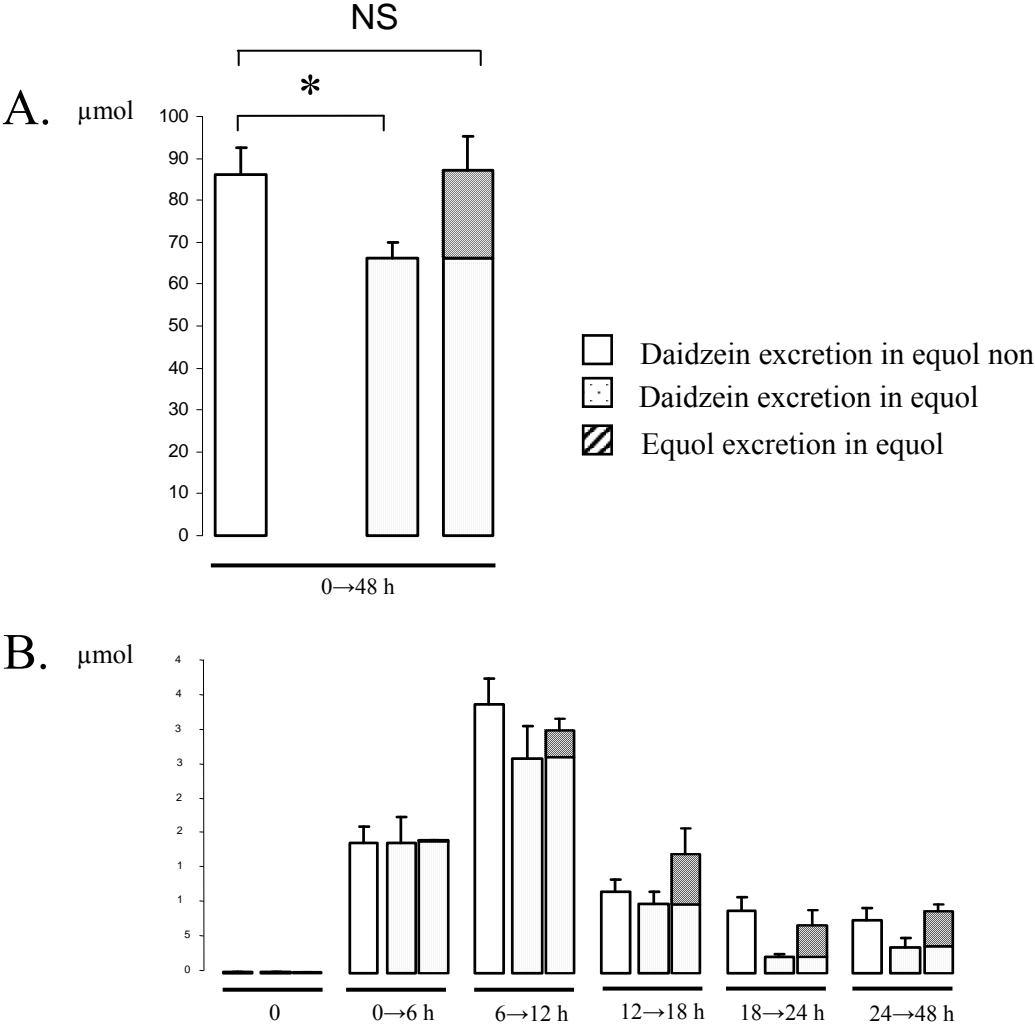 NS
*
A.
µmol
100
90
80
70
60
50
40
30
20
10
0
0→48 h
Daidzein excretion in equol non
Daidzein excretion in equol
Equol excretion in equol
B.
µmol
4
4
3
3
2
2
1
1
5
0
0
0→6 h
6→12 h
12→18 h
18→24 h
24→48 h